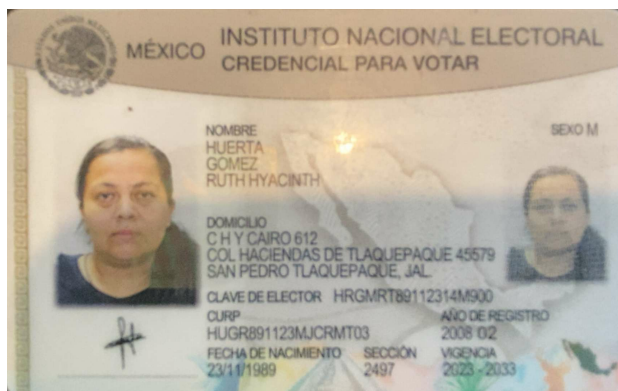 MÉXICO INSTITUTO NACIONAL ELECTORAL
CREDENCIAL PARA VOTAR
NOMBRE
HUERTA
GOMEZ
RUTH HYACINTH
SEXO M
DOMICILIO
C H Y CAIRO 612
COL HACIENDAS DE TLAQUEPAQUE 45579
SAN PEDRO TLAQUEPAQUE, JAL.
CLAVE DE ELECTOR HRGMRT89112314M900
CURP
HUGR891123MJCRMT03
AÑO DE REGISTRO
2008 02
FECHA DE NACIMIENTO
23/11/1989
SECCIÓN
2497
VIGENCIA
2023 - 2033